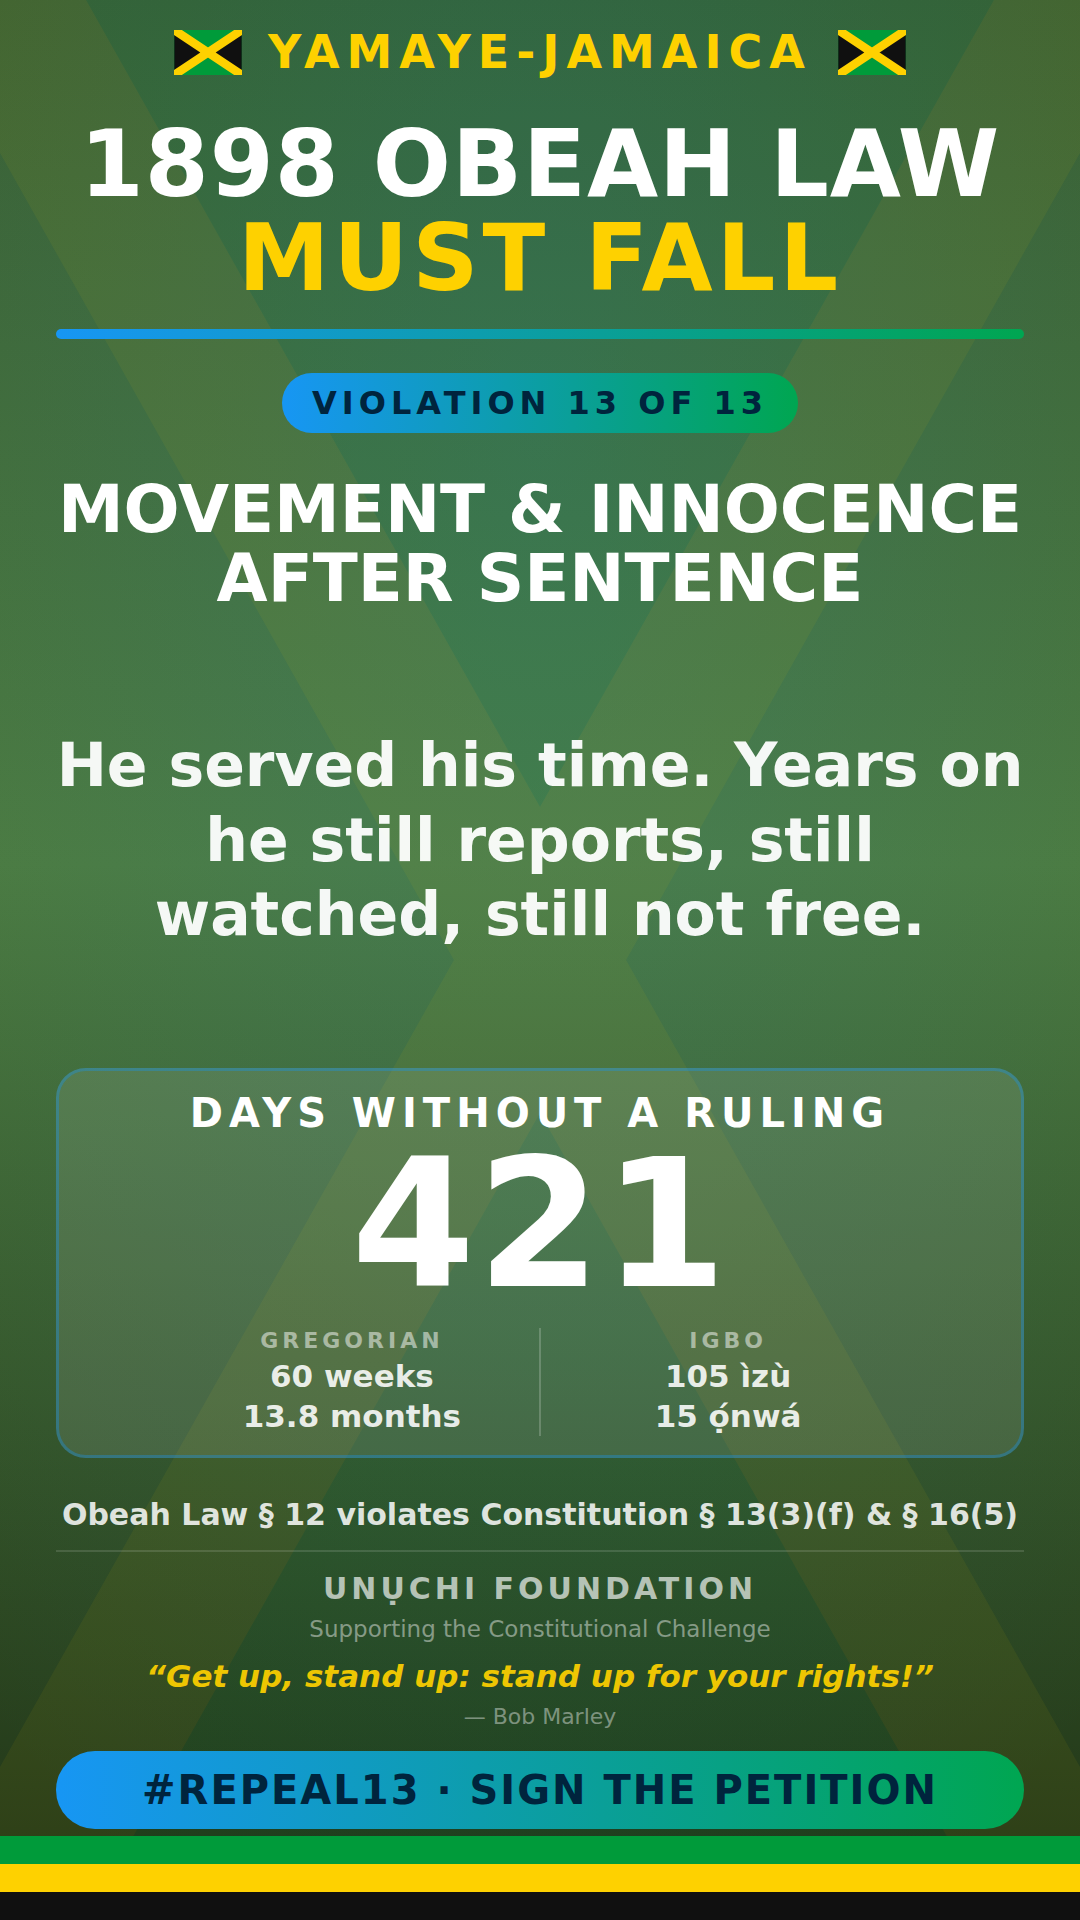 YAMAYE-JAMAICA
1898 OBEAH LAW
MUST FALL
VIOLATION 13 OF 13
MOVEMENT & INNOCENCE
AFTER SENTENCE
He served his time. Years on
he still reports, still
watched, still not free.
DAYS WITHOUT A RULING
421
GREGORIAN
60 weeks
13.8 months
IGBO
105 ìzù
15 ọ́nwá
Obeah Law § 12 violates Constitution § 13(3)(f) & § 16(5)
UNỤCHI FOUNDATION
Supporting the Constitutional Challenge
“Get up, stand up: stand up for your rights!”
— Bob Marley
#REPEAL13 · SIGN THE PETITION